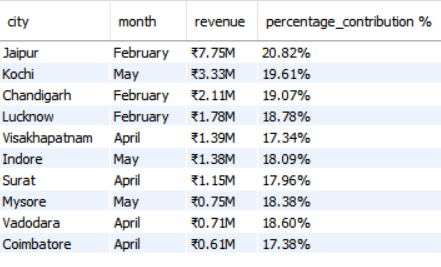 city month revenue percentage_contribution %
Jaipur February ₹7.75M 20.82%
Kochi May ₹3.33M 19.61%
Chandigarh February ₹2.11M 19.07%
Lucknow February ₹1.78M 18.78%
Visakhapatnam April ₹1.39M 17.34%
Indore May ₹1.38M 18.09%
Surat April ₹1.15M 17.96%
Mysore May ₹0.75M 18.38%
Vadodara April ₹0.71M 18.60%
Coimbatore April ₹0.61M 17.38%